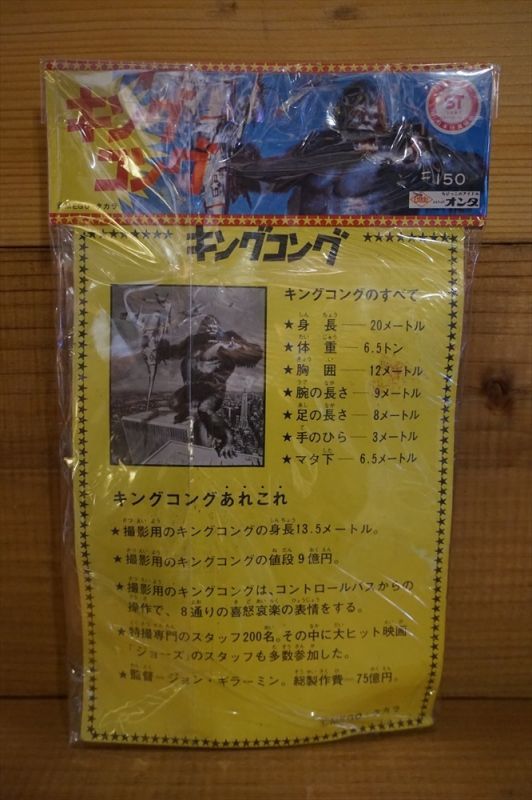 キング
コング
ST
¥150
オンダ
©MEGO タカラ
キングコング
キングコングのすべて
★身長──20メートル
★体重──6.5トン
★胸囲──12メートル
★腕の長さ─9メートル
★足の長さ─8メートル
★手のひら─3メートル
★マタ下─6.5メートル
キングコングあれこれ
★撮影用のキングコングの身長13.5メートル。
★撮影用のキングコングの値段9億円。
★撮影用のキングコングは、コントロールバスからの
操作で、8通りの喜怒哀楽の表情をする。
★特撮専門のスタッフ200名。その中に大ヒット映画
「ジョーズ」のスタッフも多数参加した。
★監督─ジョン・ギラーミン。総製作費─75億円。
©MEGO タカラ